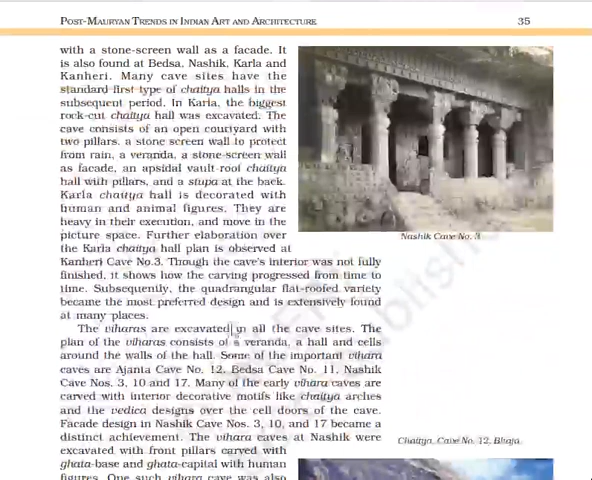 POST-MAURYAN TRENDS IN INDIAN ART AND ARCHITECTURE
35
with a stone-screen wall as a facade. It
is also found at Bedsa, Nashik, Karla and
Kanheri. Many cave sites have the
standard first type of chaitya halls in the
subsequent period. In Karla, the biggest
rock-cut chaitya hall was excavated. The
cave consists of an open courtyard with
two pillars, a stone screen wall to protect
from rain, a veranda, a stone-screen wall
as facade, an apsidal vault-roof chaitya
hall with pillars, and a stupa at the back.
Karla chaitya hall is decorated with
human and animal figures. They are
heavy in their execution, and move in the
picture space. Further elaboration over
the Karla chaitya hall plan is observed at
Kanheri Cave No.3. Though the cave's interior was not fully
finished, it shows how the carving progressed from time to
time. Subsequently, the quadrangular flat-roofed variety
became the most preferred design and is extensively found
at many places.
The viharas are excavated in all the cave sites. The
plan of the viharas consists of a veranda, a hall and cells
around the walls of the hall. Some of the important vihara
caves are Ajanta Cave No. 12, Bedsa Cave No. 11, Nashik
Cave Nos. 3, 10 and 17. Many of the early vihara caves are
carved with interior decorative motifs like chaitya arches
and the vedica designs over the cell doors of the cave.
Facade design in Nashik Cave Nos. 3, 10, and 17 became a
distinct achievement. The vihara caves at Nashik were
excavated with front pillars carved with
ghata-base and ghata-capital with human
figures. One such vihara cave was also
Nashik Cave No. 3
Chaitya, Cave No. 12, Bhaja